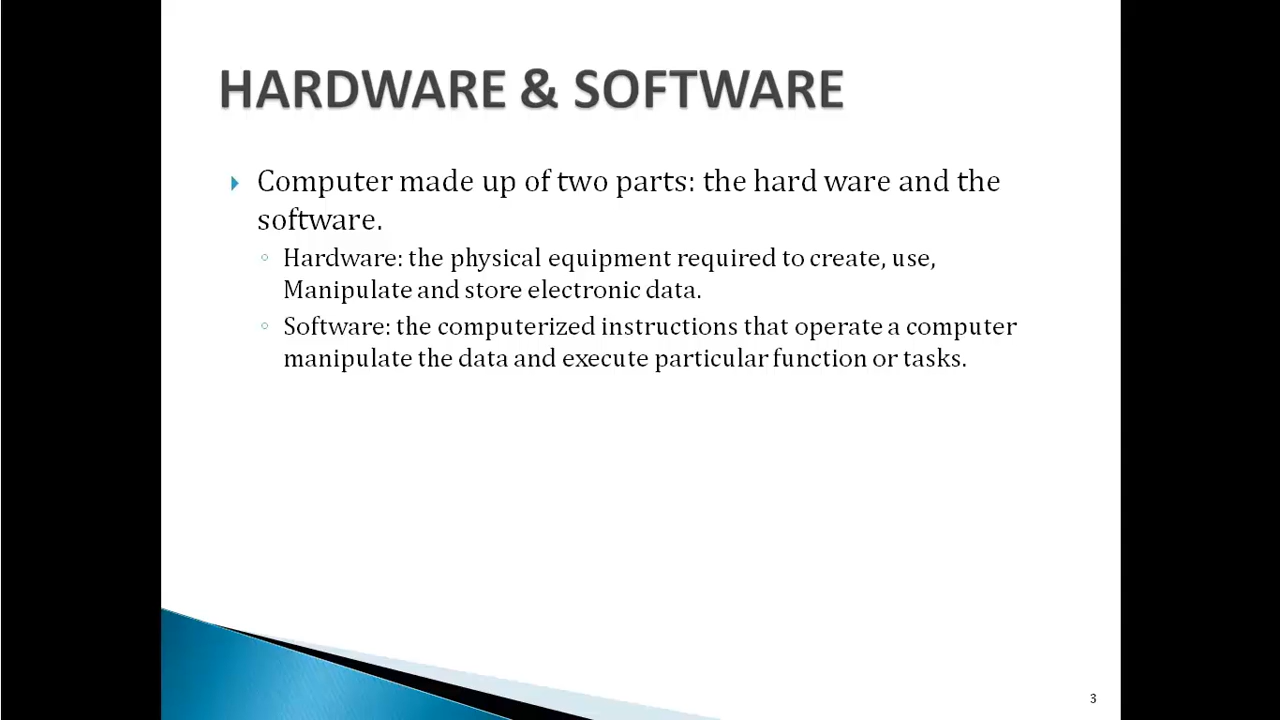 HARDWARE & SOFTWARE
Computer made up of two parts: the hard ware and the
software.
Hardware: the physical equipment required to create, use,
Manipulate and store electronic data.
Software: the computerized instructions that operate a computer
manipulate the data and execute particular function or tasks.
3